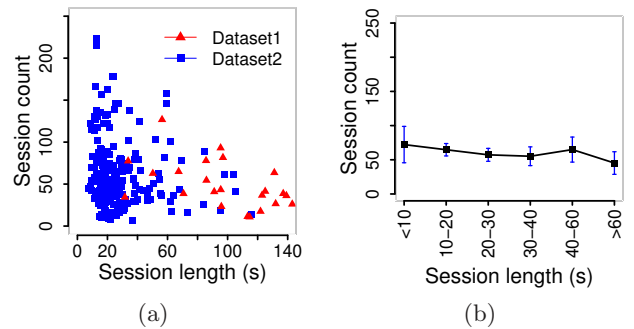 Dataset1
Dataset2
Session count
0
50
100
200
0
20
60
100
140
Session length (s)
(a)
Session count
0
50
150
250
<10
10−20
20−30
30−40
40−60
>60
Session length (s)
(b)